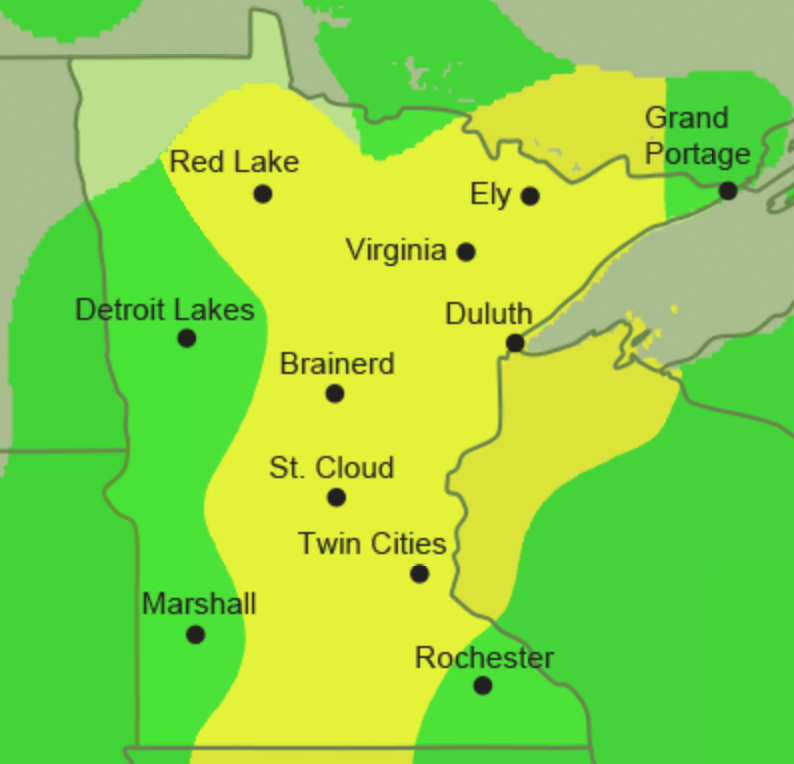 Grand
Portage
Red Lake
Ely
Virginia
Detroit Lakes
Duluth
Brainerd
St. Cloud
Twin Cities
Marshall
Rochester